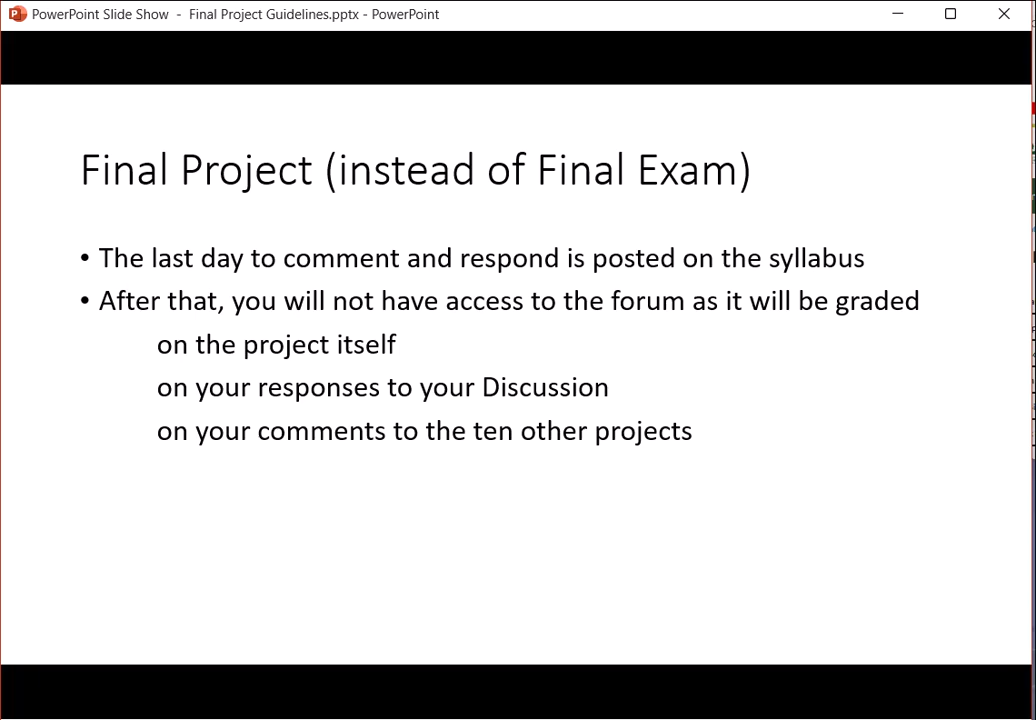 PowerPoint Slide Show - Final Project Guidelines.pptx - PowerPoint
Final Project (instead of Final Exam)
• The last day to comment and respond is posted on the syllabus
• After that, you will not have access to the forum as it will be graded
on the project itself
on your responses to your Discussion
on your comments to the ten other projects